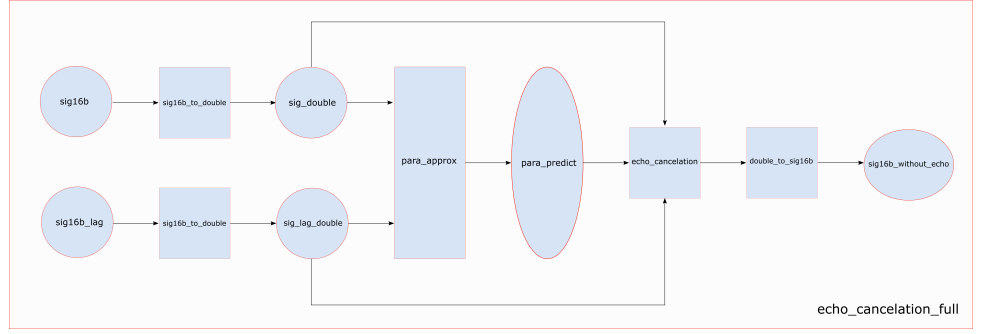 sig16b
sig16b_to_double
sig_double
para_approx
para_predict
echo_cancelation
double_to_sig16b
sig16b_without_echo
sig16b_lag
sig16b_to_double
sig_lag_double
echo_cancelation_full